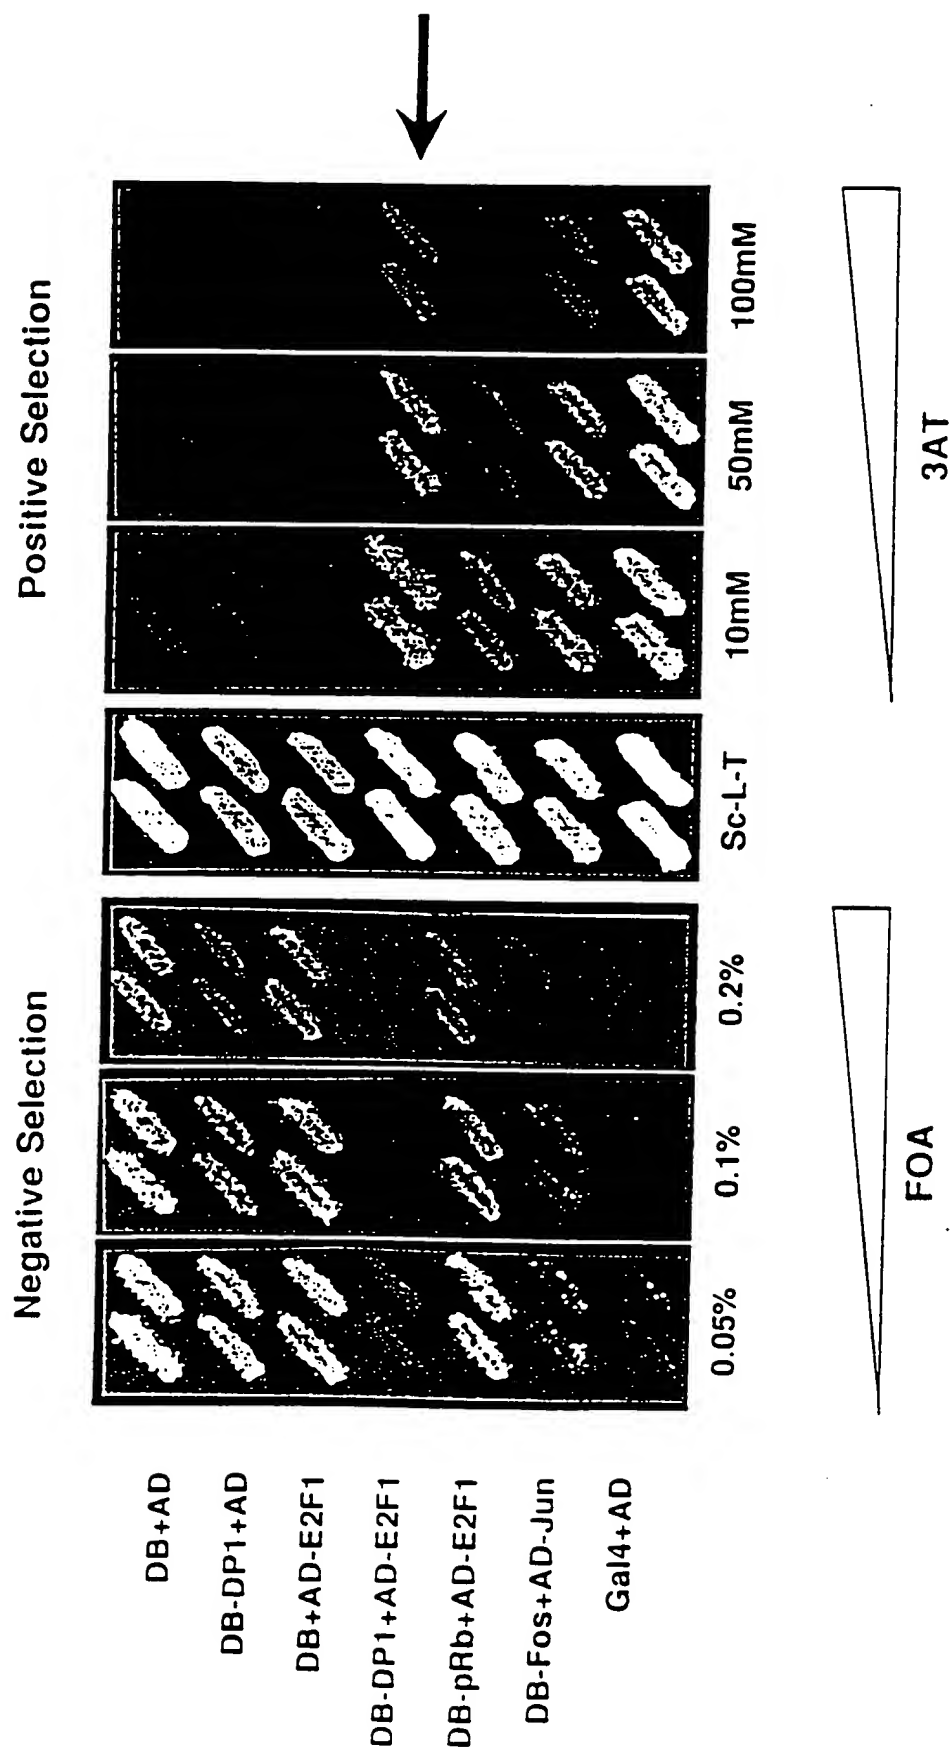 Negative Selection
Positive Selection
DB+AD
DB-DP1+AD
DB+AD-E2F1
DB-DP1+AD-E2F1
DB-pRb+AD-E2F1
DB-Fos+AD-Jun
Gal4+AD
0.05%
0.1%
0.2%
Sc-L-T
10mM
50mM
100mM
FOA
3AT